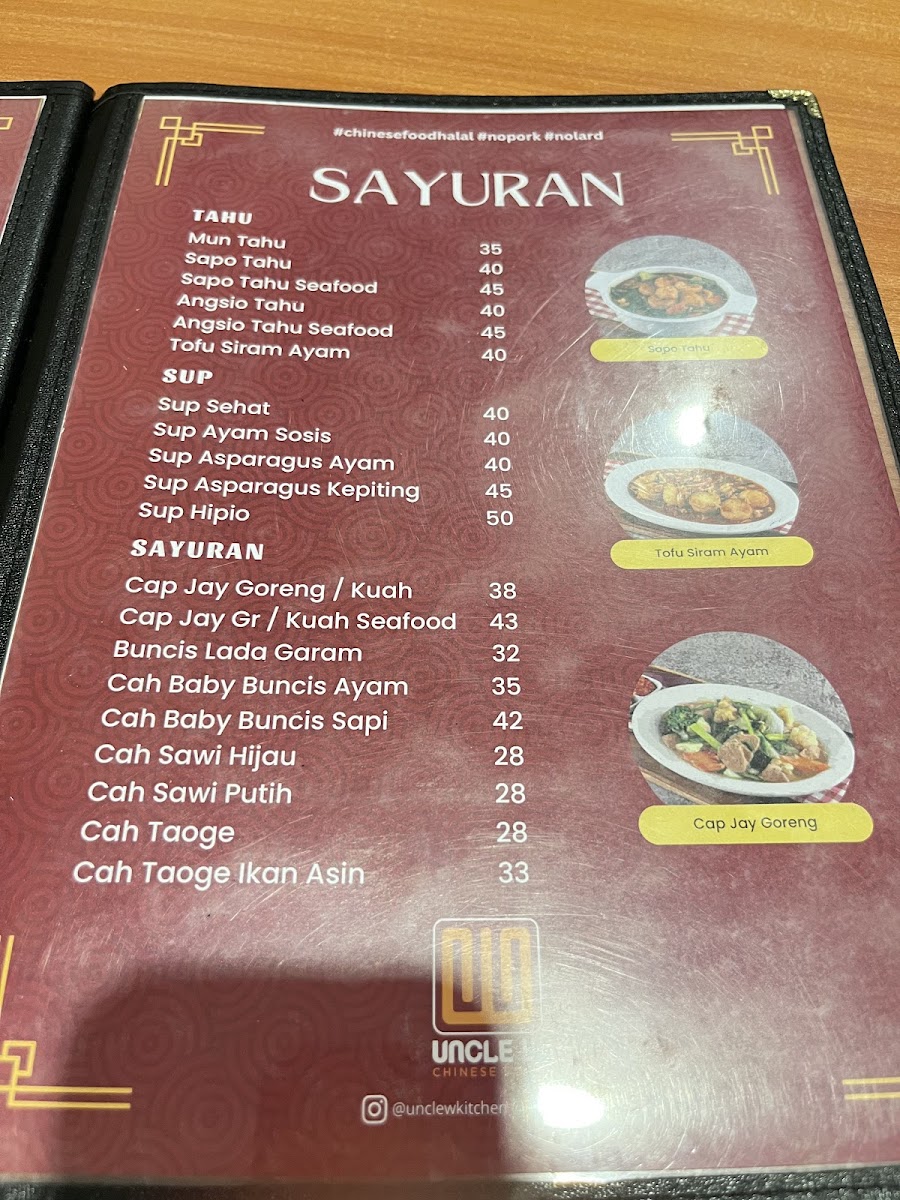 #chinesefoodhalal #nopork #nolard
SAYURAN
TAHU
Mun Tahu 35
Sapo Tahu 40
Sapo Tahu Seafood 45
Angsio Tahu 40
Angsio Tahu Seafood 45
Tofu Siram Ayam 40
SUP
Sup Sehat 40
Sup Ayam Sosis 40
Sup Asparagus Ayam 40
Sup Asparagus Kepiting 45
Sup Hipio 50
SAYURAN
Cap Jay Goreng / Kuah 38
Cap Jay Gr / Kuah Seafood 43
Buncis Lada Garam 32
Cah Baby Buncis Ayam 35
Cah Baby Buncis Sapi 42
Cah Sawi Hijau 28
Cah Sawi Putih 28
Cah Taoge 28
Cah Taoge Ikan Asin 33
Sapo Tahu
Tofu Siram Ayam
Cap Jay Goreng
UNCLE
CHINESE
@unclewkitchen